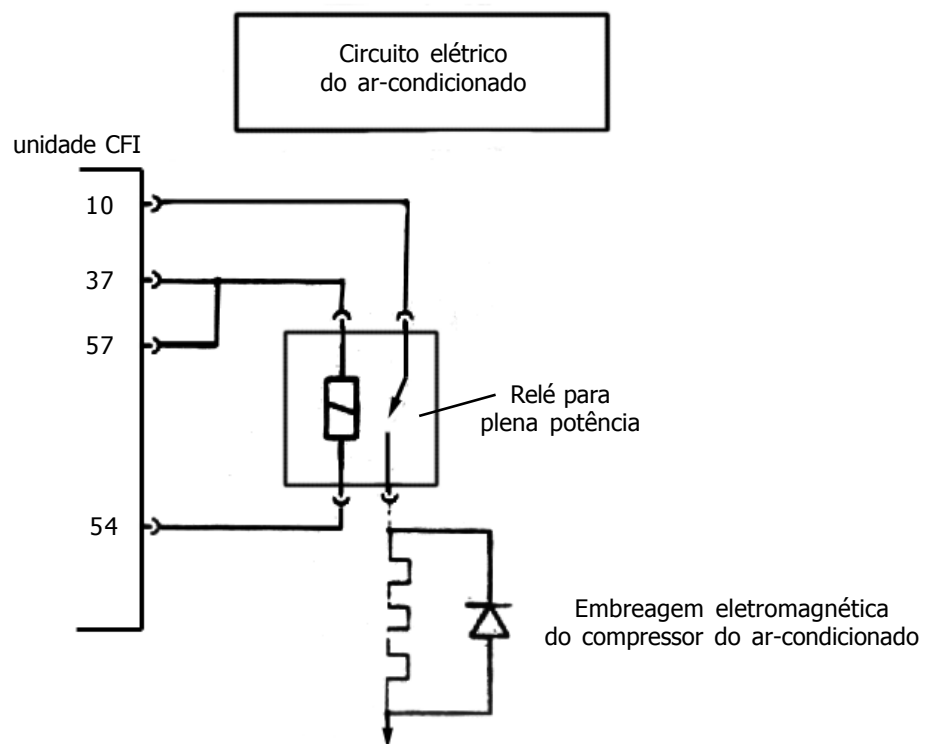 Circuito elétrico
do ar-condicionado
unidade CFI
10
37
57
Relé para
plena potência
54
Embreagem eletromagnética
do compressor do ar-condicionado